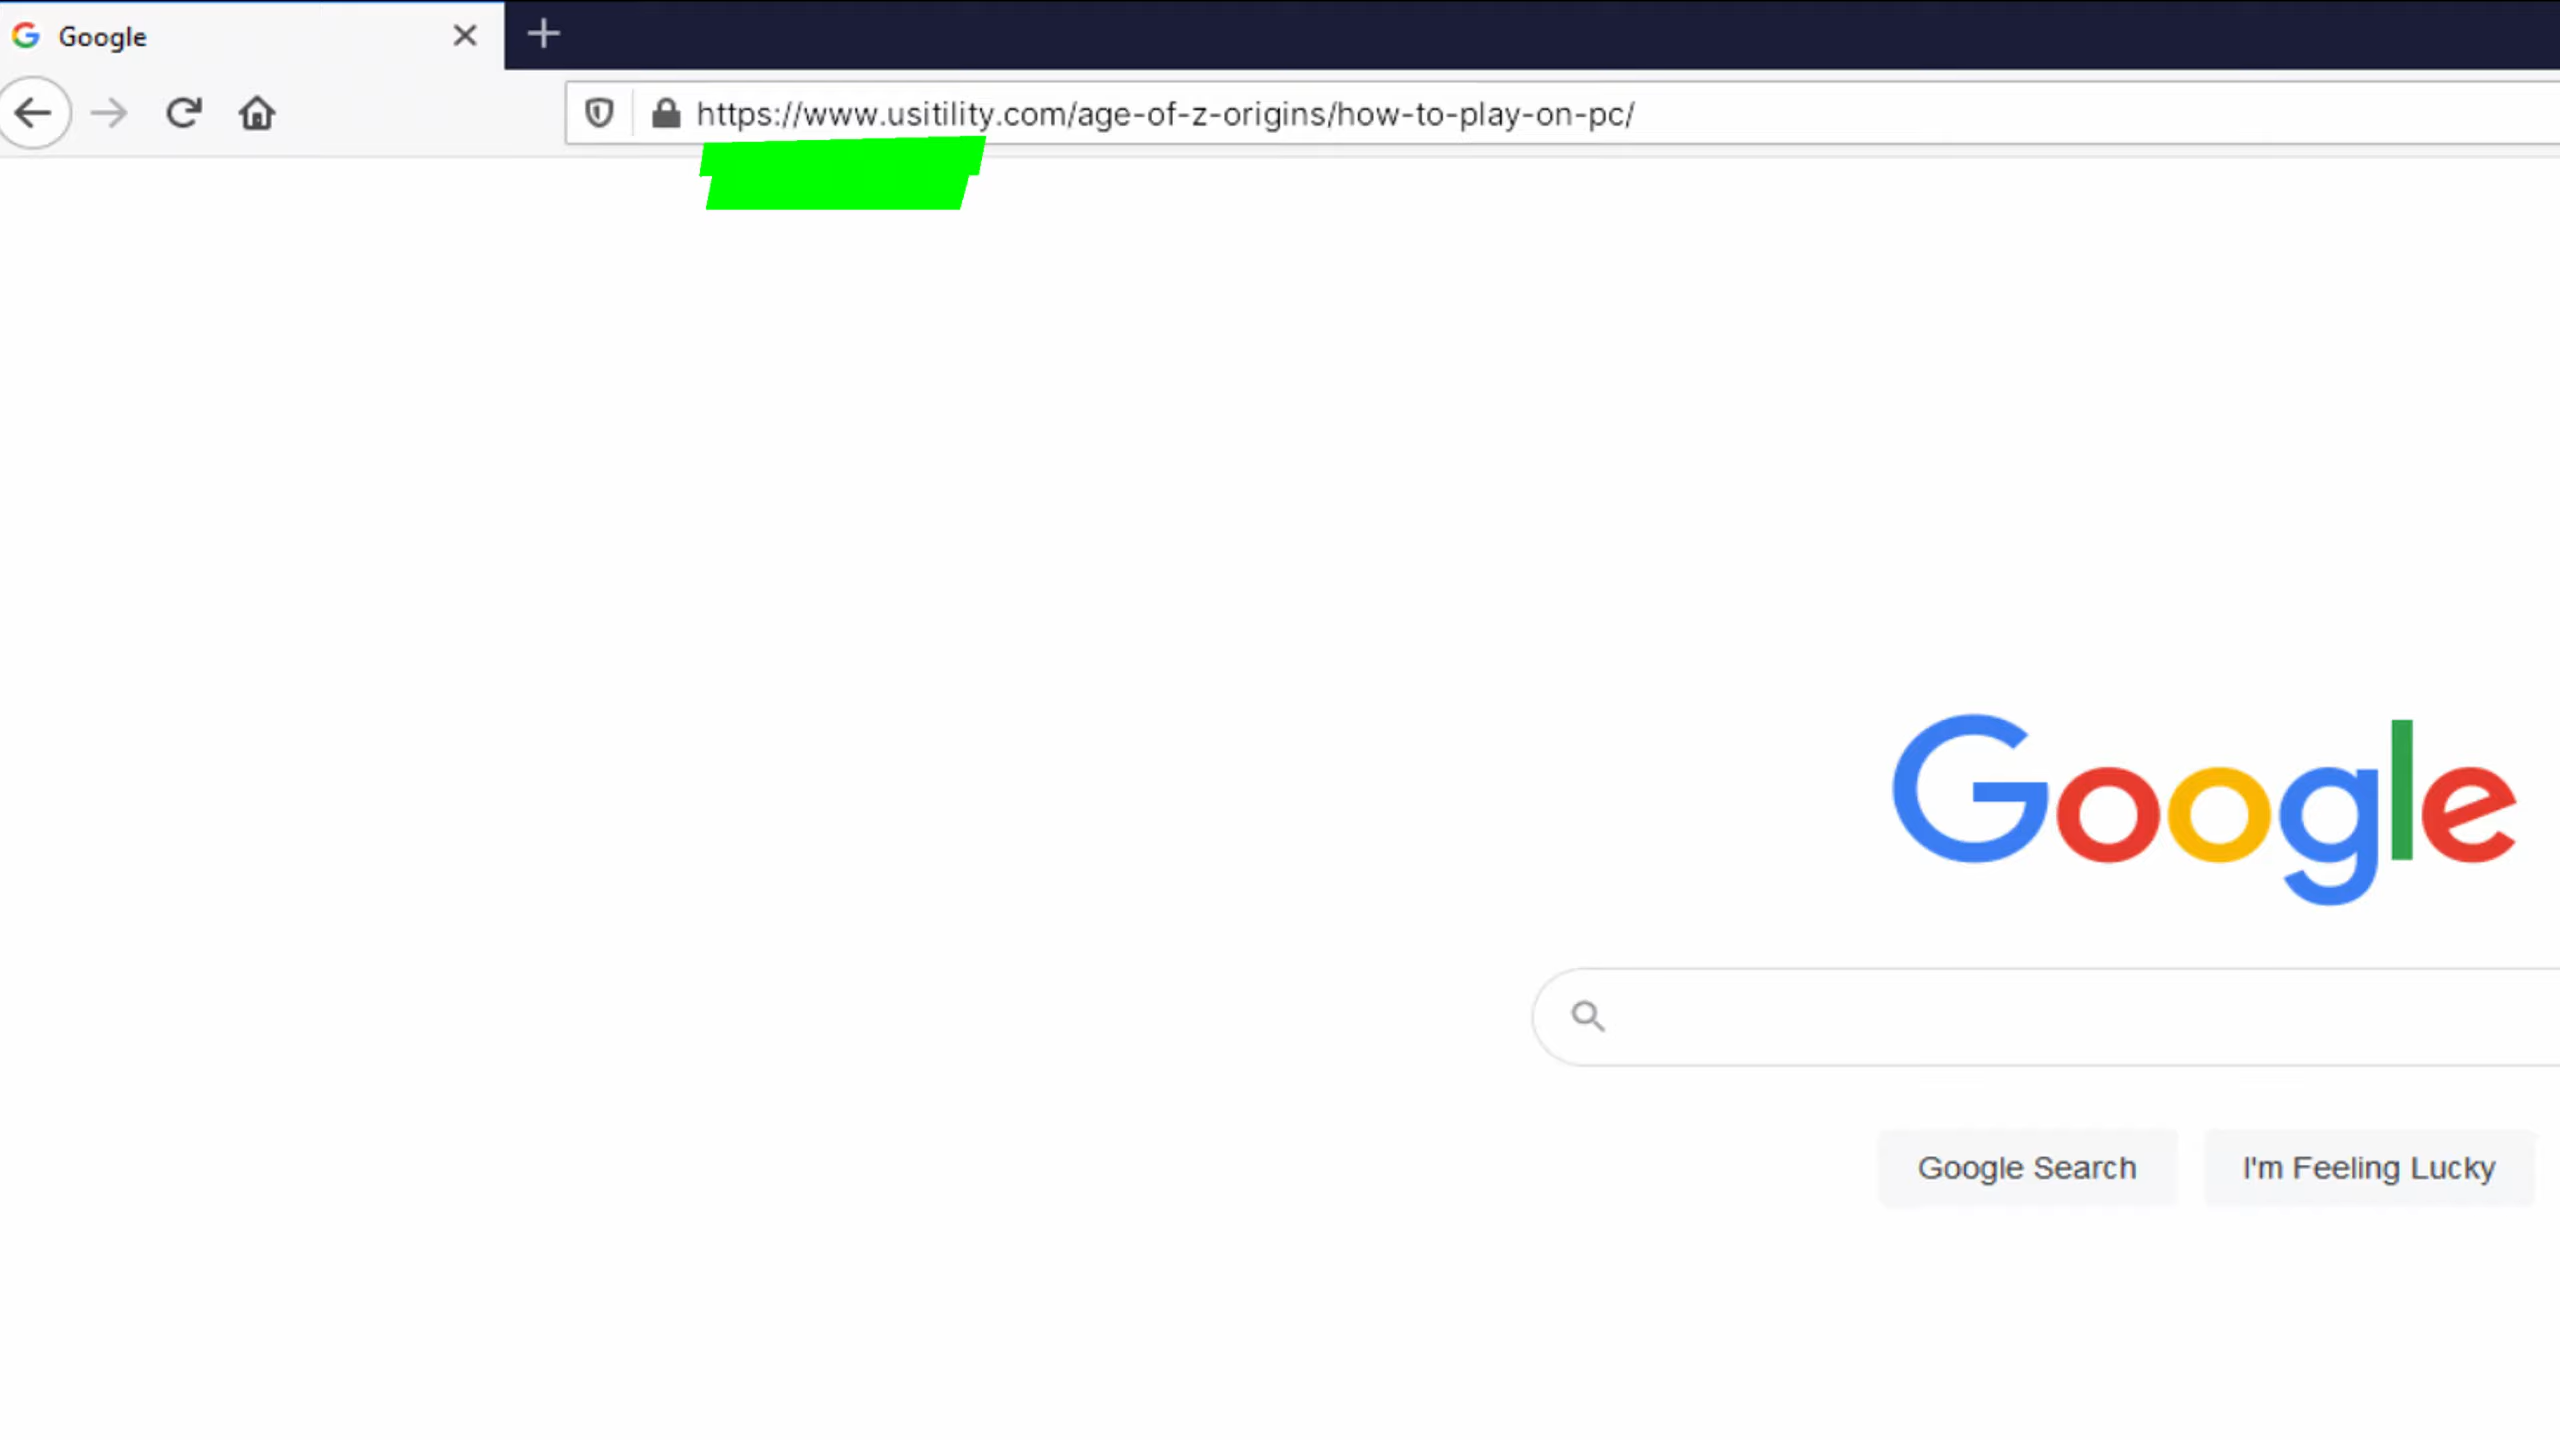 Google
https://www.usitility.com/age-of-z-origins/how-to-play-on-pc/
Google
Google Search
I'm Feeling Lucky